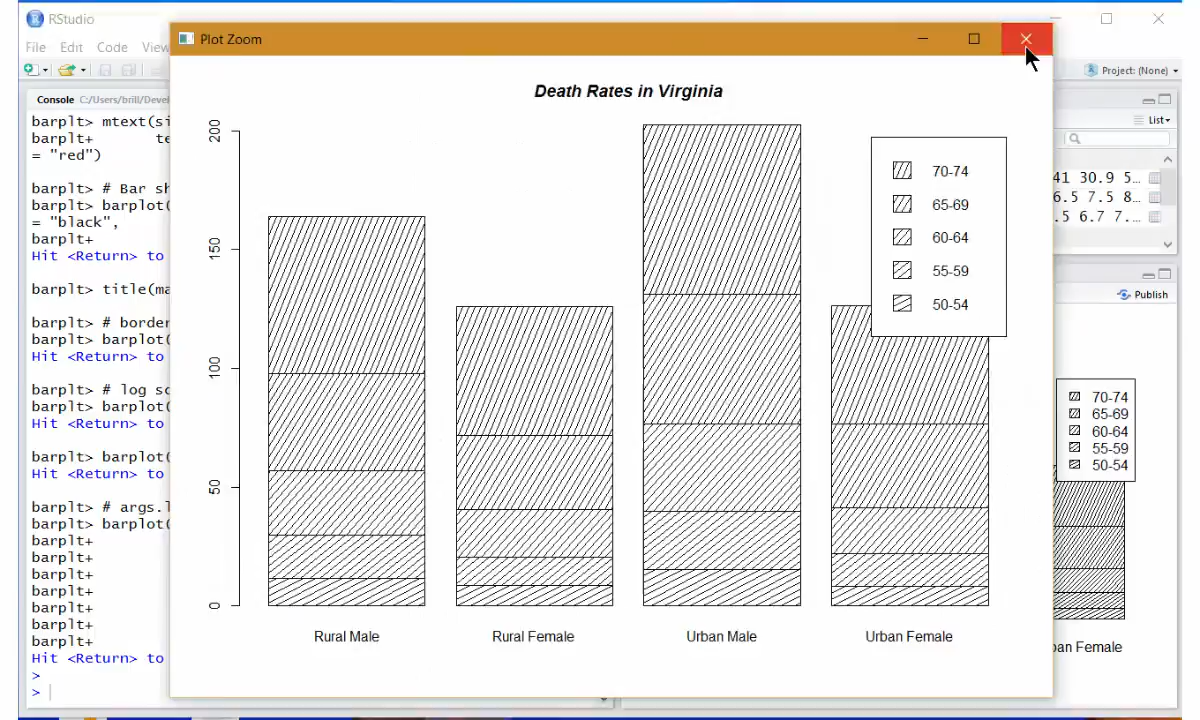 RStudio
File Edit Code View
Project: (None)
Plot Zoom
Console C:/Users/brill/Devel
barplt> mtext(si
barplt+ te
= "red")
barplt> # Bar sh
barplt> barplot(
= "black",
barplt+
Hit <Return> to
barplt> title(ma
barplt> # border
barplt> barplot(
Hit <Return> to
barplt> # log sc
barplt> barplot(
Hit <Return> to
barplt> barplot(
Hit <Return> to
barplt> # args.l
barplt> barplot(
barplt+
barplt+
barplt+
barplt+
barplt+
barplt+
barplt+
Hit <Return> to
>
>
Death Rates in Virginia
200
150
100
50
0
70-74
65-69
60-64
55-59
50-54
Rural Male
Rural Female
Urban Male
Urban Female
List
41 30.9 5…
6.5 7.5 8…
.5 6.7 7.…
Publish
70-74
65-69
60-64
55-59
50-54
ban Female